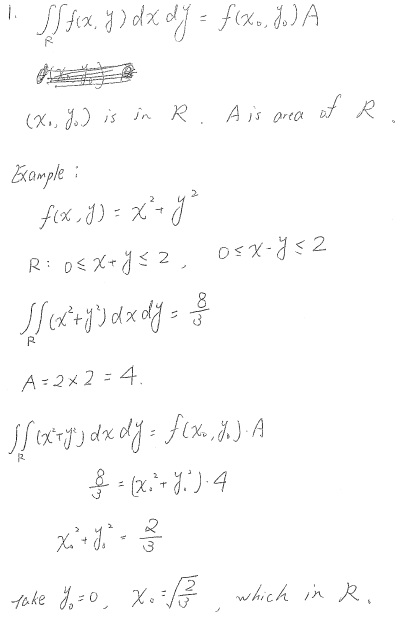 1. ∬_R f(x, y) dx dy = f(x₀, y₀) A
(x₀, y₀) is in R. A is area of R.
Example:
f(x, y) = x² + y²
R: 0 ≤ x + y ≤ 2, 0 ≤ x - y ≤ 2
∬_R (x² + y²) dx dy = 8/3
A = 2 × 2 = 4.
∬_R (x² + y²) dx dy = f(x₀, y₀) · A
8/3 = (x₀² + y₀²) · 4
x₀² + y₀² = 2/3
take y₀ = 0, x₀ = √(2/3), which in R.